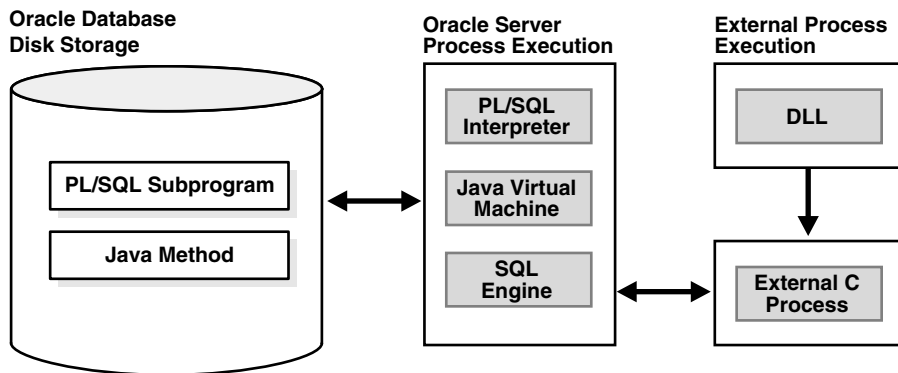 Oracle Database
Disk Storage
PL/SQL Subprogram
Java Method
Oracle Server
Process Execution
PL/SQL
Interpreter
Java Virtual
Machine
SQL
Engine
External Process
Execution
DLL
External C
Process